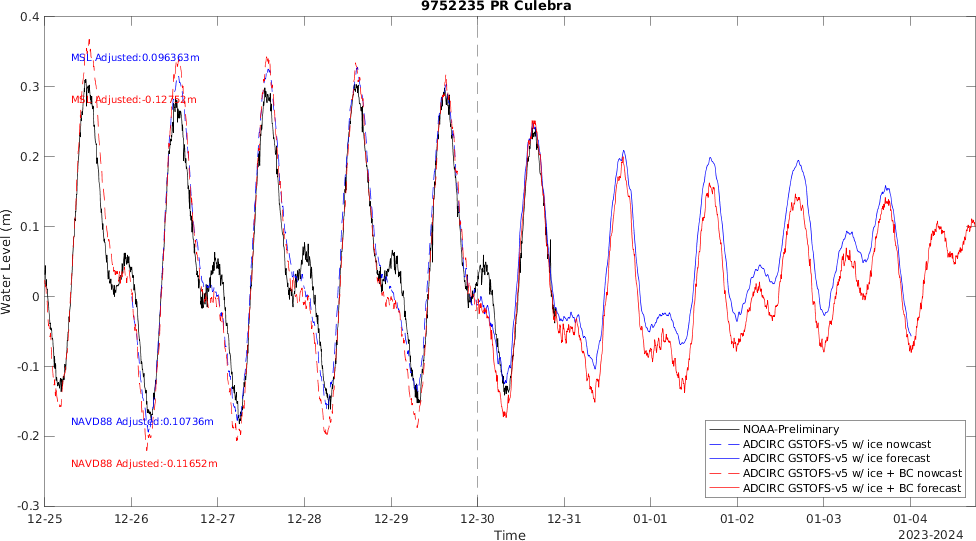 9752235 PR Culebra
0.4
0.3
0.2
0.1
0
-0.1
-0.2
-0.3
Water Level (m)
MSL Adjusted:0.096363m
MSL Adjusted:-0.12752m
NAVD88 Adjusted:0.10736m
NAVD88 Adjusted:-0.11652m
NOAA-Preliminary
ADCIRC GSTOFS-v5 w/ ice nowcast
ADCIRC GSTOFS-v5 w/ ice forecast
ADCIRC GSTOFS-v5 w/ ice + BC nowcast
ADCIRC GSTOFS-v5 w/ ice + BC forecast
12-25 12-26 12-27 12-28 12-29 12-30 12-31 01-01 01-02 01-03 01-04
Time
2023-2024